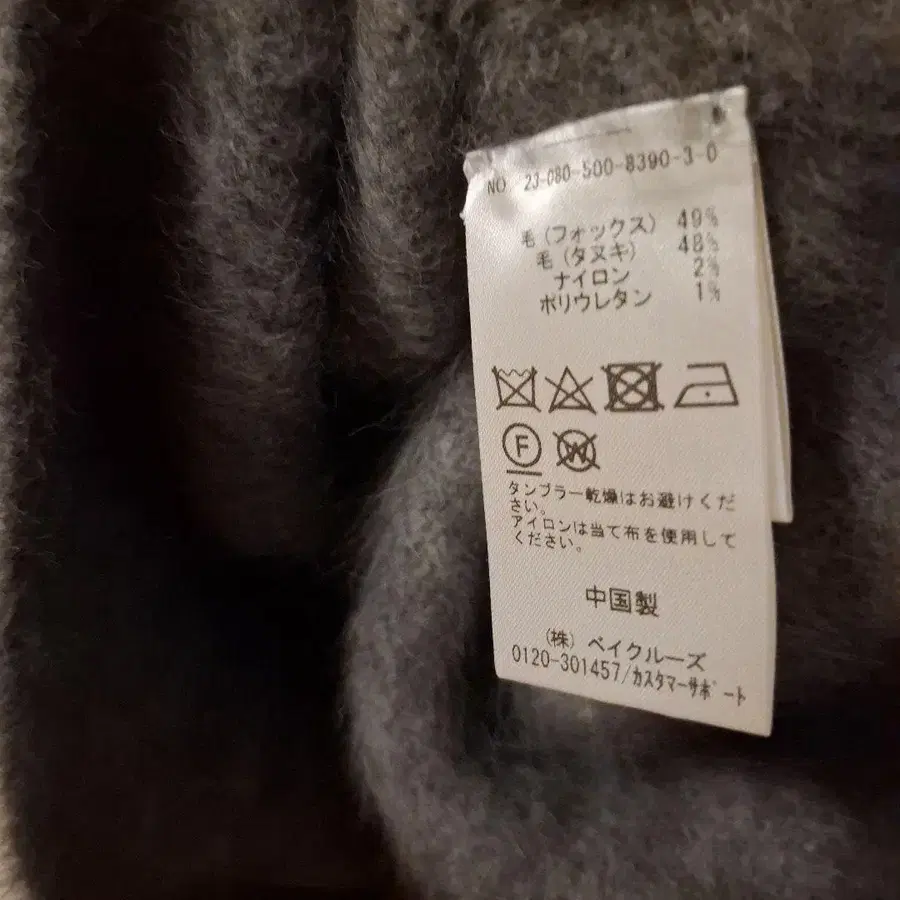 NO 23-080-500-8390-3-0
毛(フォックス) 49%
毛(タヌキ) 48%
ナイロン 2%
ポリウレタン 1%
F W
タンブラー乾燥はお避けくだ
さい。
アイロンは当て布を使用して
ください。
中国製
(株) ベイクルーズ
0120-301457/カスタマーサポート